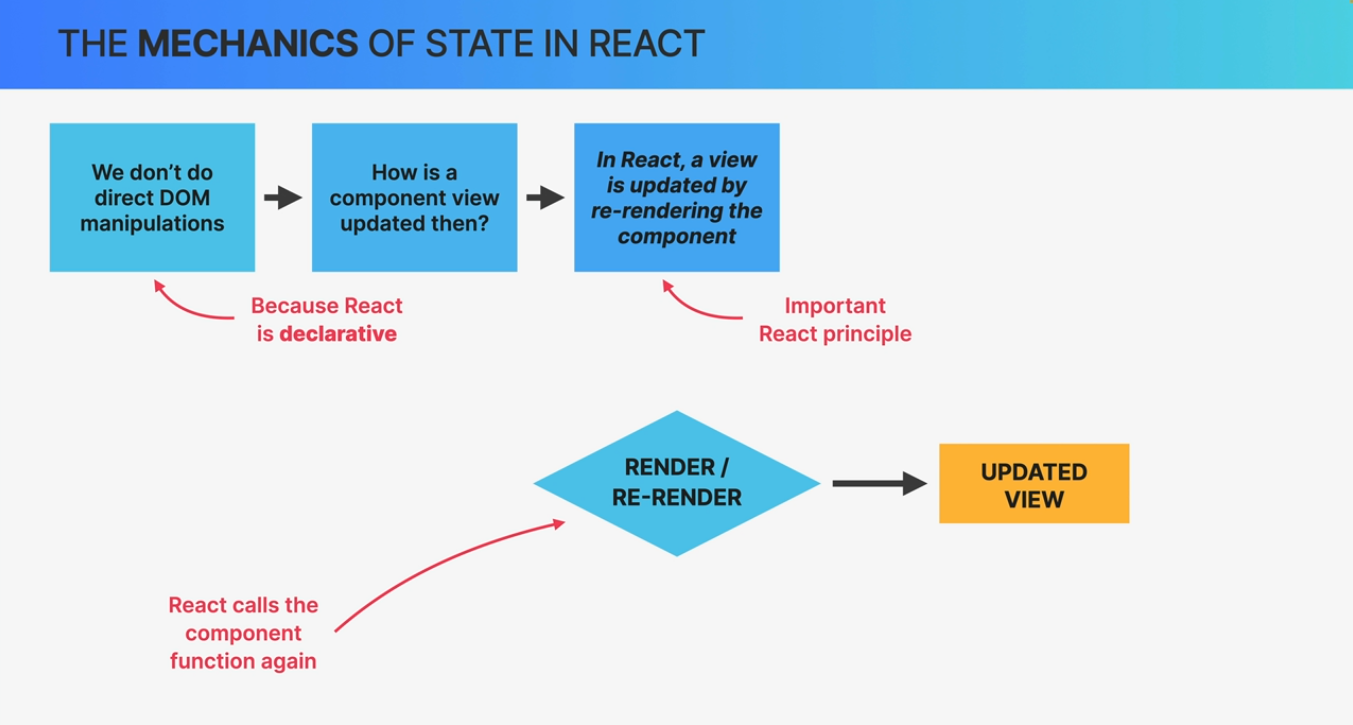 THE MECHANICS OF STATE IN REACT
We don’t do
direct DOM
manipulations
How is a
component view
updated then?
In React, a view
is updated by
re-rendering the
component
Because React
is declarative
Important
React principle
RENDER /
RE-RENDER
UPDATED
VIEW
React calls the
component
function again